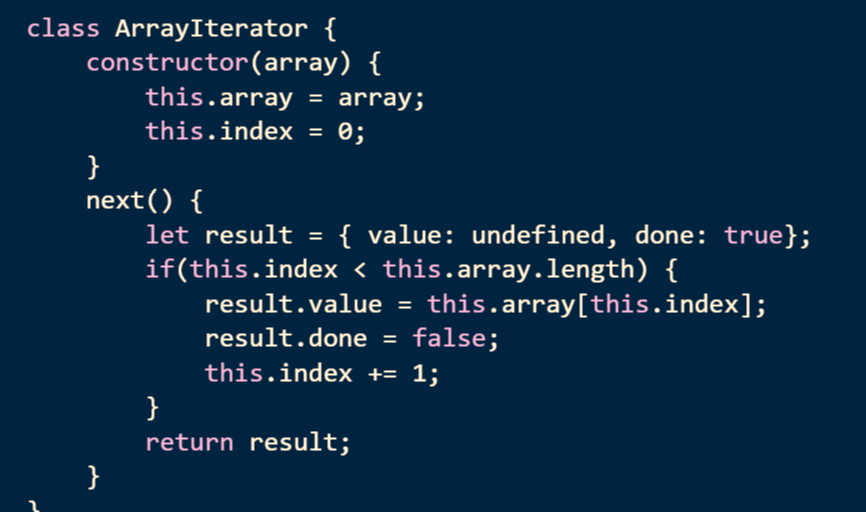 class ArrayIterator {
    constructor(array) {
        this.array = array;
        this.index = 0;
    }
    next() {
        let result = { value: undefined, done: true};
        if(this.index < this.array.length) {
            result.value = this.array[this.index];
            result.done = false;
            this.index += 1;
        }
        return result;
    }
}